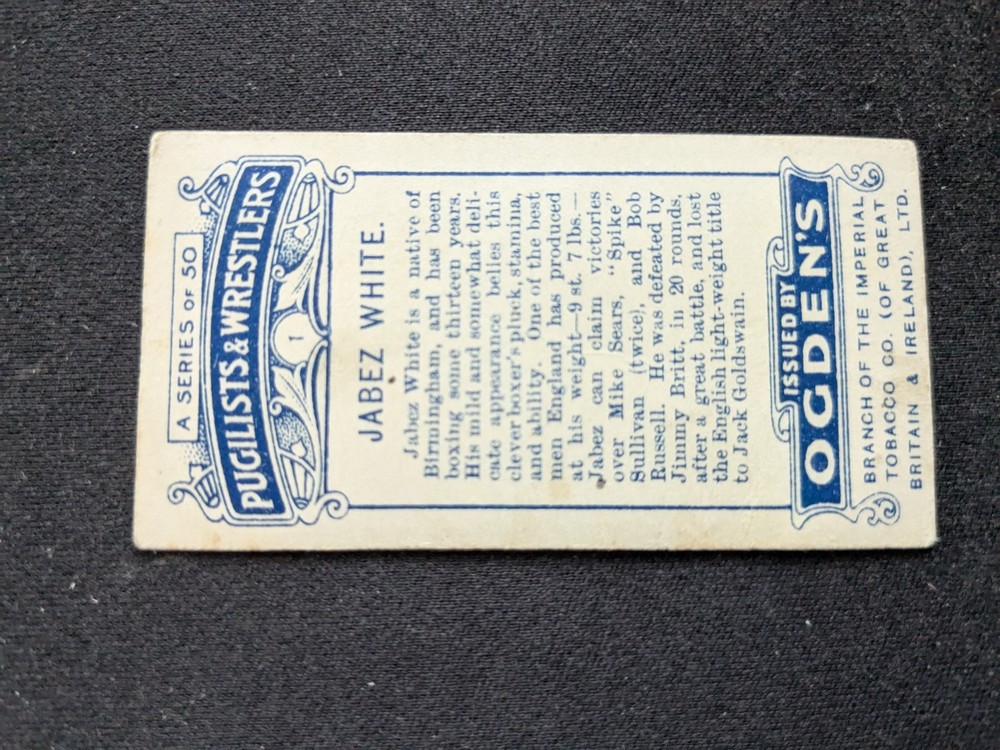 A SERIES OF 50
PUGILISTS & WRESTLERS
1
JABEZ WHITE.
Jabez White is a native of
Birmingham, and has been
boxing some thirteen years.
His mild and somewhat deli-
cate appearance belies this
clever boxer's pluck, stamina,
and ability. One of the best
men England has produced
at his weight—9 st. 7 lbs.—
Jabez can claim victories
over Mike Sears, "Spike"
Sullivan (twice), and Bob
Russell. He was defeated by
Jimmy Britt, in 20 rounds,
after a great battle, and lost
the English light-weight title
to Jack Goldswain.
ISSUED BY
OGDEN'S
BRANCH OF THE IMPERIAL
TOBACCO CO. (OF GREAT
BRITAIN & IRELAND), LTD.